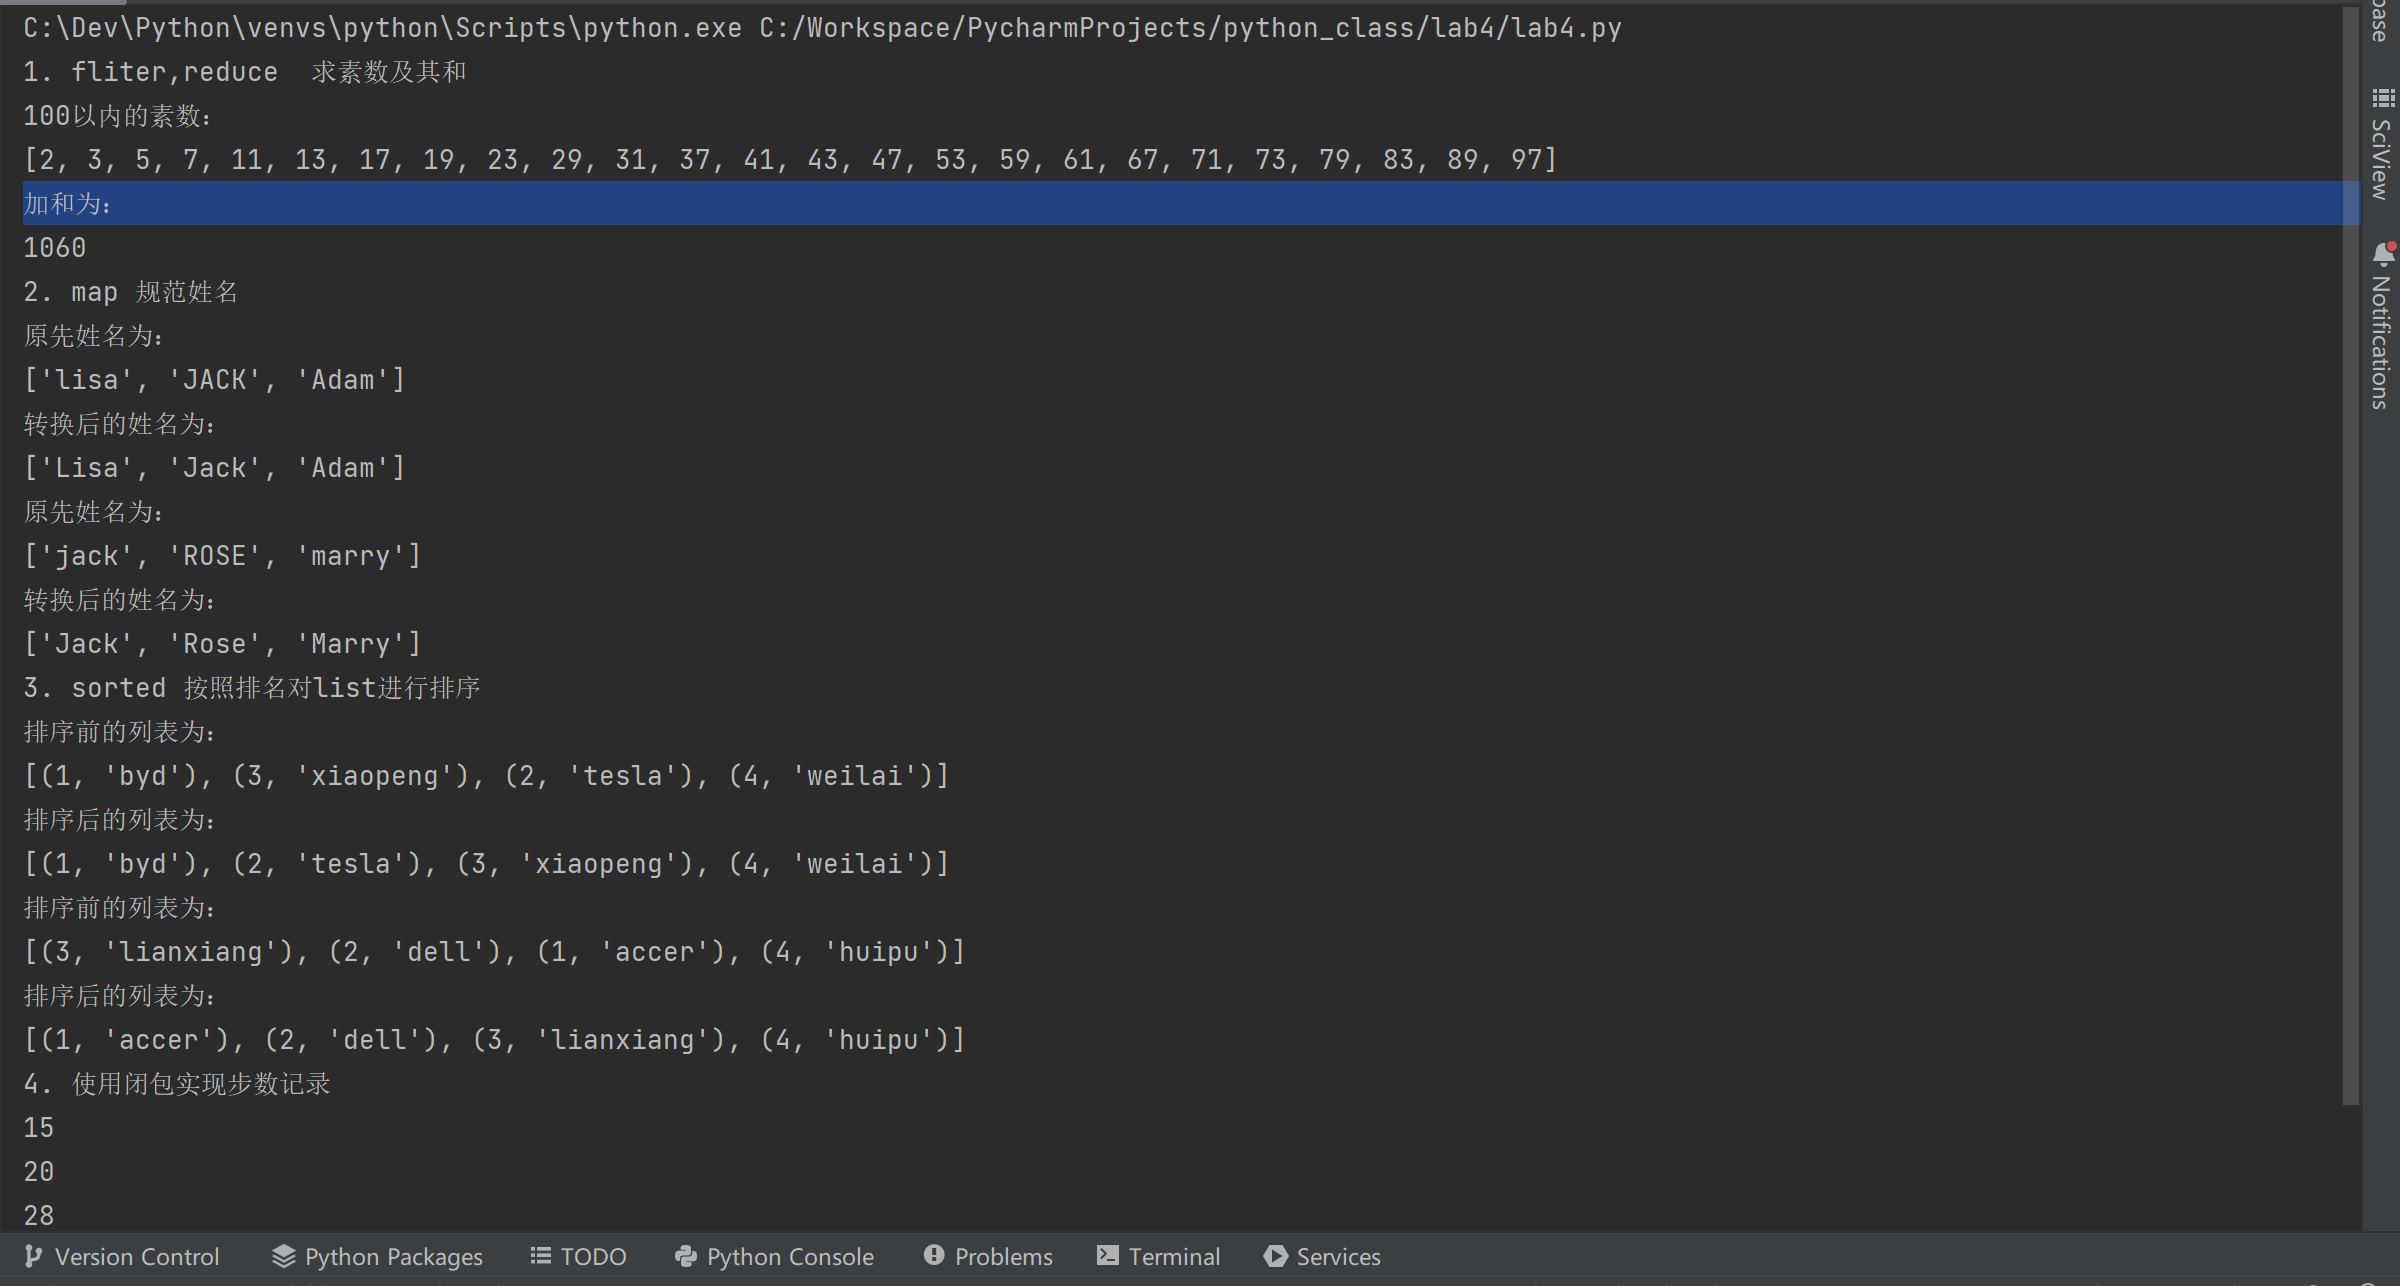 C:\Dev\Python\venvs\python\Scripts\python.exe C:/Workspace/PycharmProjects/python_class/lab4/lab4.py
1. fliter,reduce  求素数及其和
100以内的素数:
[2, 3, 5, 7, 11, 13, 17, 19, 23, 29, 31, 37, 41, 43, 47, 53, 59, 61, 67, 71, 73, 79, 83, 89, 97]
加和为:
1060
2. map 规范姓名
原先姓名为:
['lisa', 'JACK', 'Adam']
转换后的姓名为:
['Lisa', 'Jack', 'Adam']
原先姓名为:
['jack', 'ROSE', 'marry']
转换后的姓名为:
['Jack', 'Rose', 'Marry']
3. sorted 按照排名对list进行排序
排序前的列表为:
[(1, 'byd'), (3, 'xiaopeng'), (2, 'tesla'), (4, 'weilai')]
排序后的列表为:
[(1, 'byd'), (2, 'tesla'), (3, 'xiaopeng'), (4, 'weilai')]
排序前的列表为:
[(3, 'lianxiang'), (2, 'dell'), (1, 'accer'), (4, 'huipu')]
排序后的列表为:
[(1, 'accer'), (2, 'dell'), (3, 'lianxiang'), (4, 'huipu')]
4. 使用闭包实现步数记录
15
20
28
SciView
Notifications
Version Control
Python Packages
TODO
Python Console
Problems
Terminal
Services